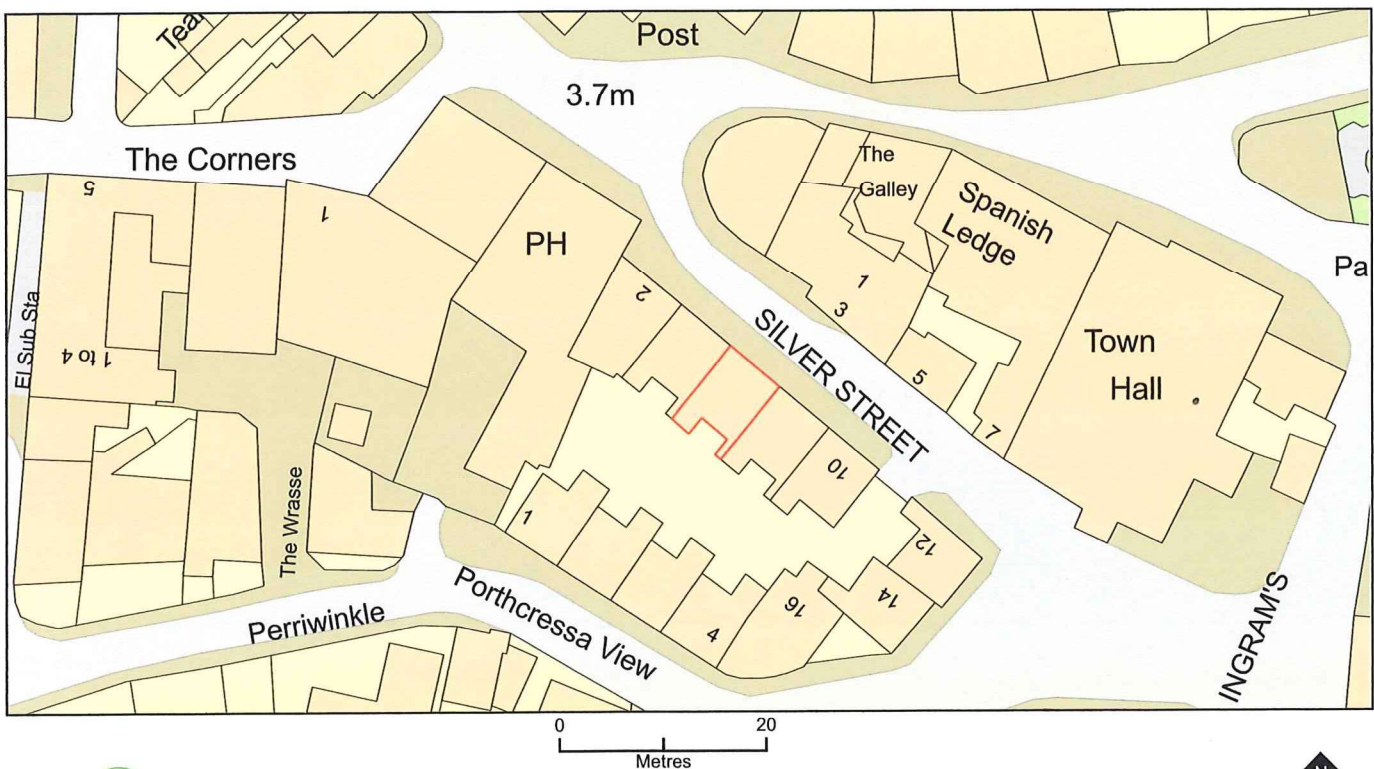 Post
3.7m
The Corners
The
Galley
Spanish
Ledge
5
1
PH
2
1
3
Pa
El Sub Sta
1 to 4
SILVER STREET
Town
Hall
5
7
10
The Wrasse
1
12
14
16
4
Perriwinkle
Porthcressa View
INGRAM'S
0
20
Metres